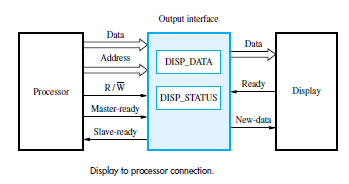 Output interface
Data
Address
R/W̅
Master-ready
Slave-ready
Processor
DISP_DATA
DISP_STATUS
Data
Ready
New-data
Display
Display to processor connection.